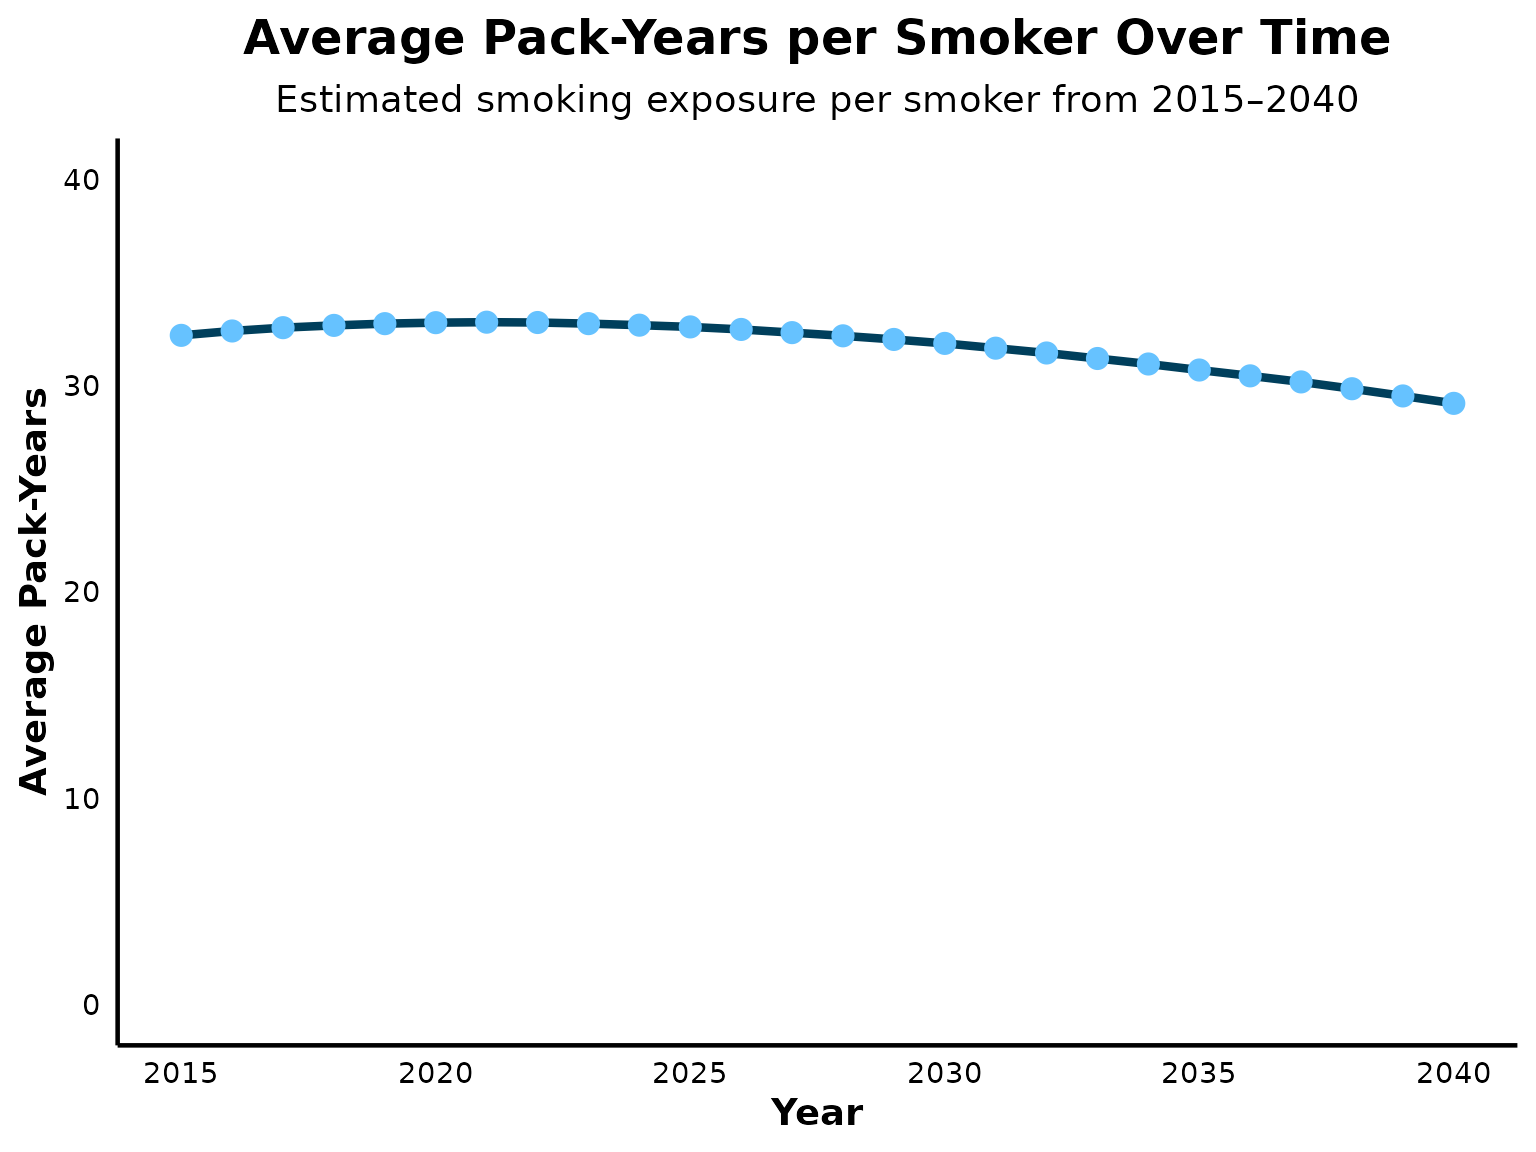 Average Pack-Years per Smoker Over Time
Estimated smoking exposure per smoker from 2015–2040
Average Pack-Years
40
30
20
10
0
2015 2020 2025 2030 2035 2040
Year